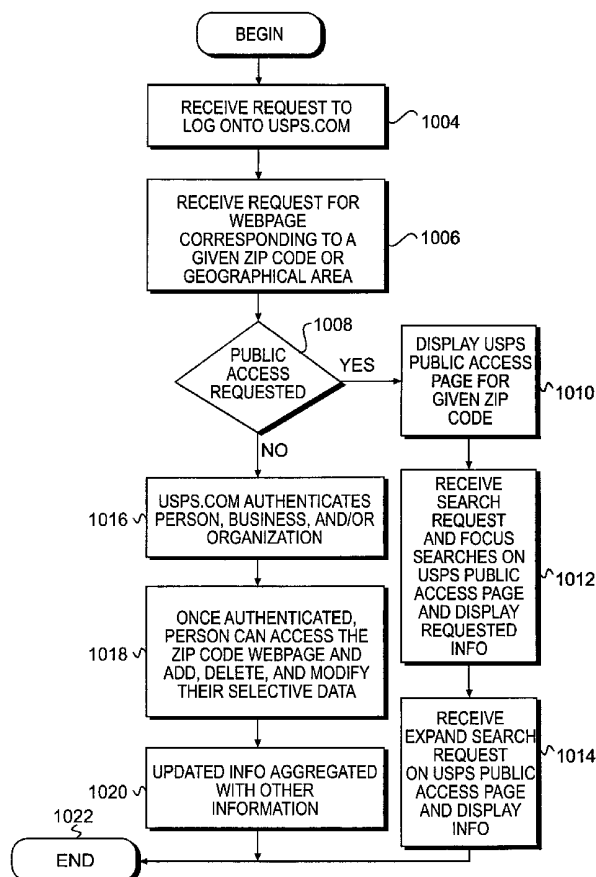 BEGIN
RECEIVE REQUEST TO
LOG ONTO USPS.COM
1004
RECEIVE REQUEST FOR
WEBPAGE
CORRESPONDING TO A
GIVEN ZIP CODE OR
GEOGRAPHICAL AREA
1006
1008
PUBLIC
ACCESS
REQUESTED
YES
NO
DISPLAY USPS
PUBLIC ACCESS
PAGE FOR
GIVEN ZIP
CODE
1010
RECEIVE
SEARCH
REQUEST
AND FOCUS
SEARCHES ON
USPS PUBLIC
ACCESS PAGE
AND DISPLAY
REQUESTED
INFO
1012
RECEIVE
EXPAND SEARCH
REQUEST
ON USPS PUBLIC
ACCESS PAGE
AND DISPLAY
INFO
1014
1016
USPS.COM AUTHENTICATES
PERSON, BUSINESS, AND/OR
ORGANIZATION
1018
ONCE AUTHENTICATED,
PERSON CAN ACCESS THE
ZIP CODE WEBPAGE AND
ADD, DELETE, AND MODIFY
THEIR SELECTIVE DATA
1020
UPDATED INFO AGGREGATED
WITH OTHER
INFORMATION
1022
END